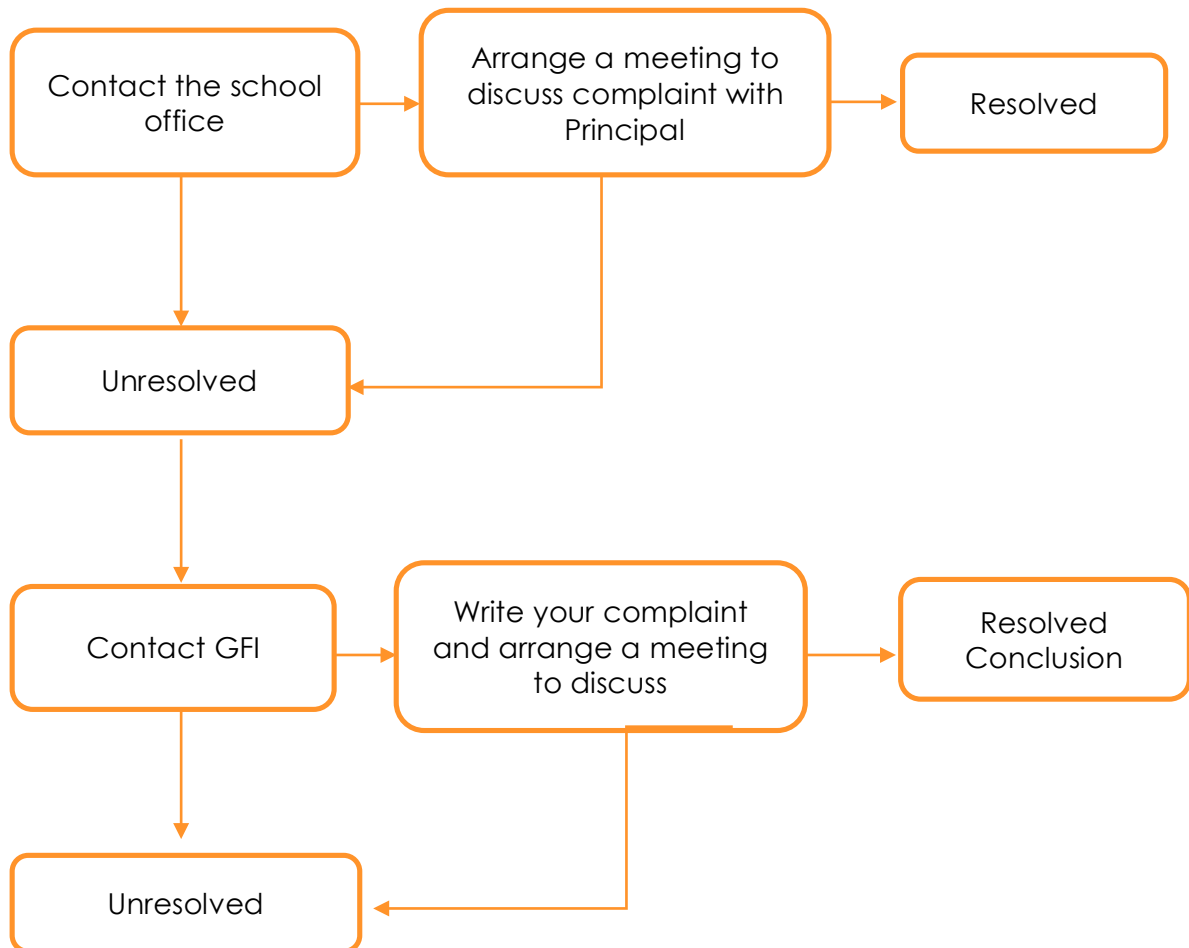 Contact the school
office
Arrange a meeting to
discuss complaint with
Principal
Resolved
Unresolved
Contact GFI
Write your complaint
and arrange a meeting
to discuss
Resolved
Conclusion
Unresolved